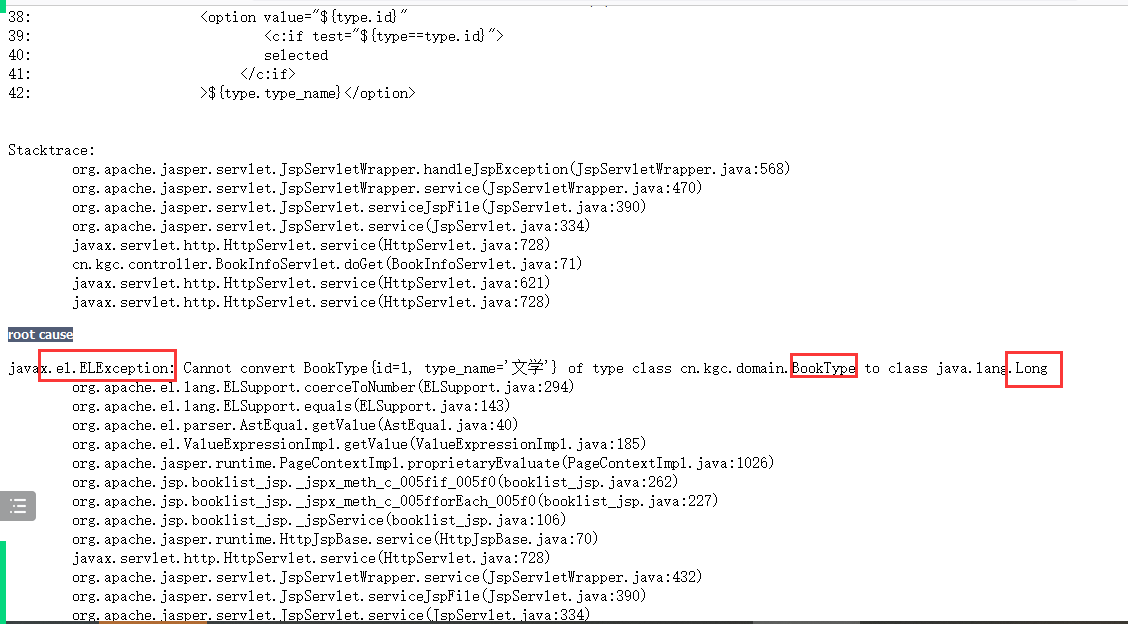 38:                     <option value="${type.id}"
39:                             <c:if test="${type==type.id}">
40:                             selected
41:                          </c:if>
42:                     >${type.type_name}</option>
Stacktrace:
org.apache.jasper.servlet.JspServletWrapper.handleJspException(JspServletWrapper.java:568)
org.apache.jasper.servlet.JspServletWrapper.service(JspServletWrapper.java:470)
org.apache.jasper.servlet.JspServlet.serviceJspFile(JspServlet.java:390)
org.apache.jasper.servlet.JspServlet.service(JspServlet.java:334)
javax.servlet.http.HttpServlet.service(HttpServlet.java:728)
cn.kgc.controller.BookInfoServlet.doGet(BookInfoServlet.java:71)
javax.servlet.http.HttpServlet.service(HttpServlet.java:621)
javax.servlet.http.HttpServlet.service(HttpServlet.java:728)
root cause
javax.el.ELException: Cannot convert BookType{id=1, type_name='文学'} of type class cn.kgc.domain.BookType to class java.lang.Long
org.apache.el.lang.ELSupport.coerceToNumber(ELSupport.java:294)
org.apache.el.lang.ELSupport.equals(ELSupport.java:143)
org.apache.el.parser.AstEqual.getValue(AstEqual.java:40)
org.apache.el.ValueExpressionImpl.getValue(ValueExpressionImpl.java:185)
org.apache.jasper.runtime.PageContextImpl.proprietaryEvaluate(PageContextImpl.java:1026)
org.apache.jsp.booklist_jsp._jspx_meth_c_005fif_005f0(booklist_jsp.java:262)
org.apache.jsp.booklist_jsp._jspx_meth_c_005fforEach_005f0(booklist_jsp.java:227)
org.apache.jsp.booklist_jsp._jspService(booklist_jsp.java:106)
org.apache.jasper.runtime.HttpJspBase.service(HttpJspBase.java:70)
javax.servlet.http.HttpServlet.service(HttpServlet.java:728)
org.apache.jasper.servlet.JspServletWrapper.service(JspServletWrapper.java:432)
org.apache.jasper.servlet.JspServlet.serviceJspFile(JspServlet.java:390)
org.apache.jasper.servlet.JspServlet.service(JspServlet.java:334)